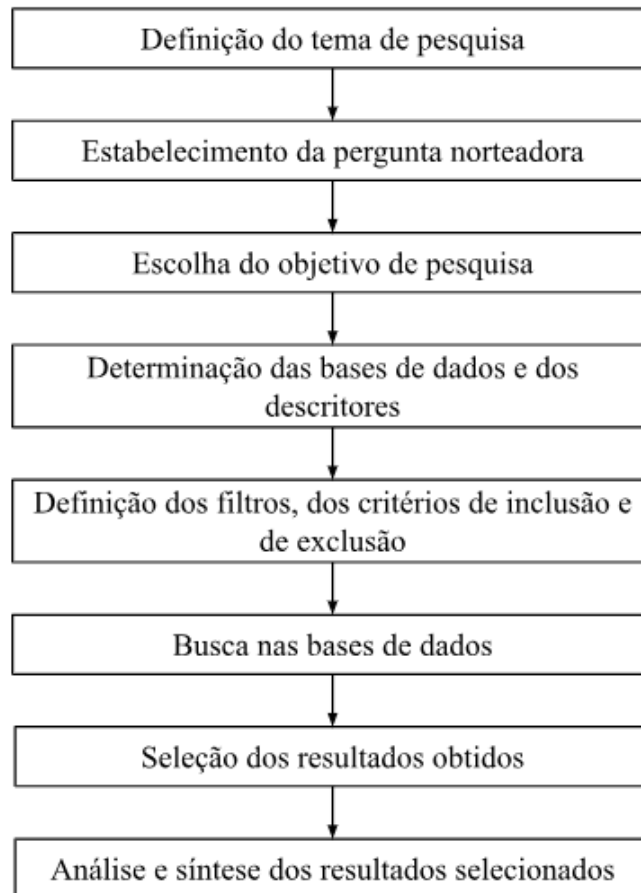 Definição do tema de pesquisa
Estabelecimento da pergunta norteadora
Escolha do objetivo de pesquisa
Determinação das bases de dados e dos
descritores
Definição dos filtros, dos critérios de inclusão e
de exclusão
Busca nas bases de dados
Seleção dos resultados obtidos
Análise e síntese dos resultados selecionados